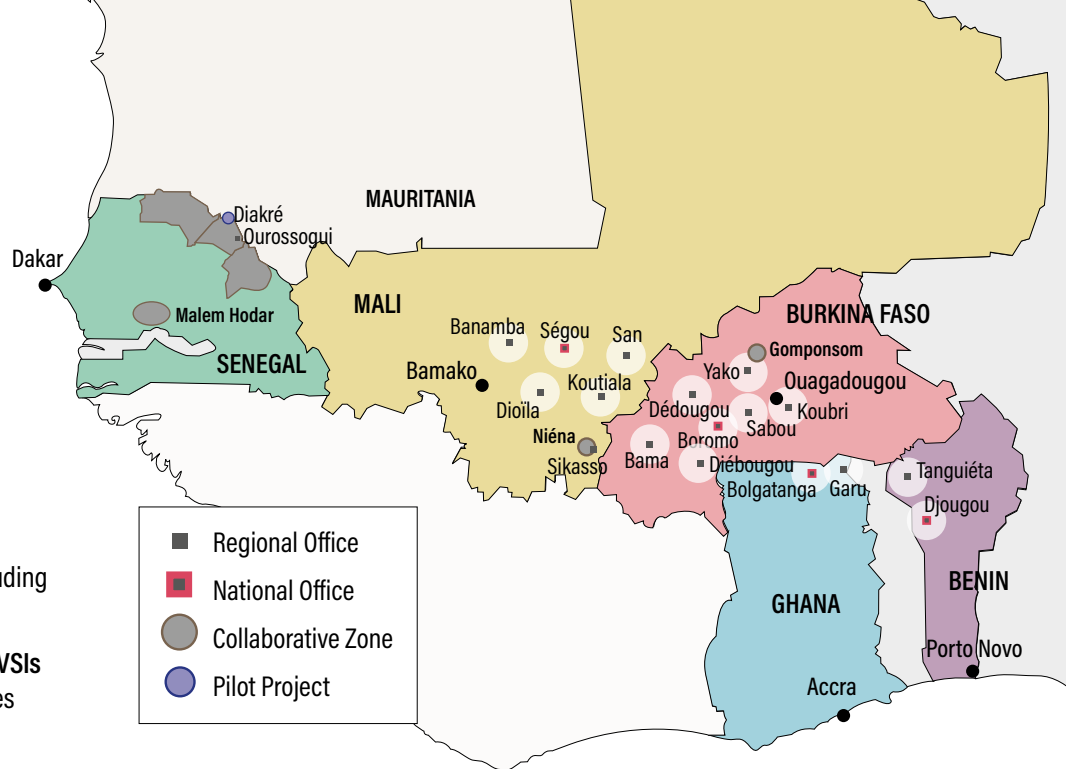 MAURITANIA
Diakré
Ourossogui
Dakar
Malem Hodar
SENEGAL
MALI
Banamba
Ségou
San
Bamako
Dioïla
Koutiala
Niéna
Sikasso
BURKINA FASO
Gomponsom
Yako
Ouagadougou
Dédougou
Koubri
Sabou
Boromo
Bama
Diébougou
Bolgatanga
Garu
Tanguiéta
Djougou
GHANA
BENIN
Porto Novo
Accra
Regional Office
National Office
Collaborative Zone
Pilot Project
uding
VSIs
es